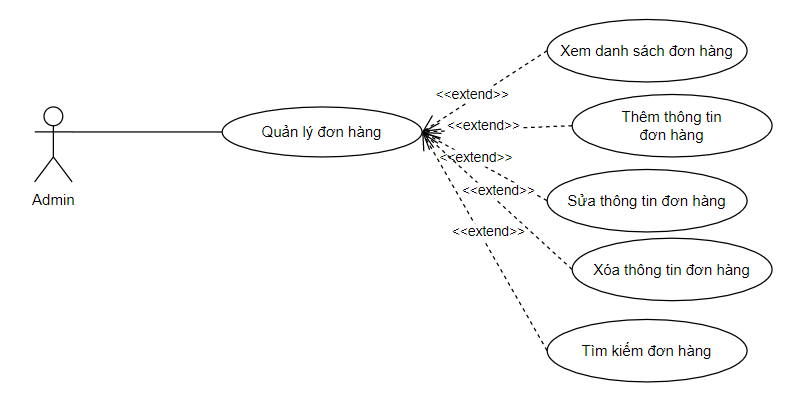 Admin
Quản lý đơn hàng
<<extend>>
<<extend>>
<<extend>>
<<extend>>
<<extend>>
Xem danh sách đơn hàng
Thêm thông tin
đơn hàng
Sửa thông tin đơn hàng
Xóa thông tin đơn hàng
Tìm kiếm đơn hàng